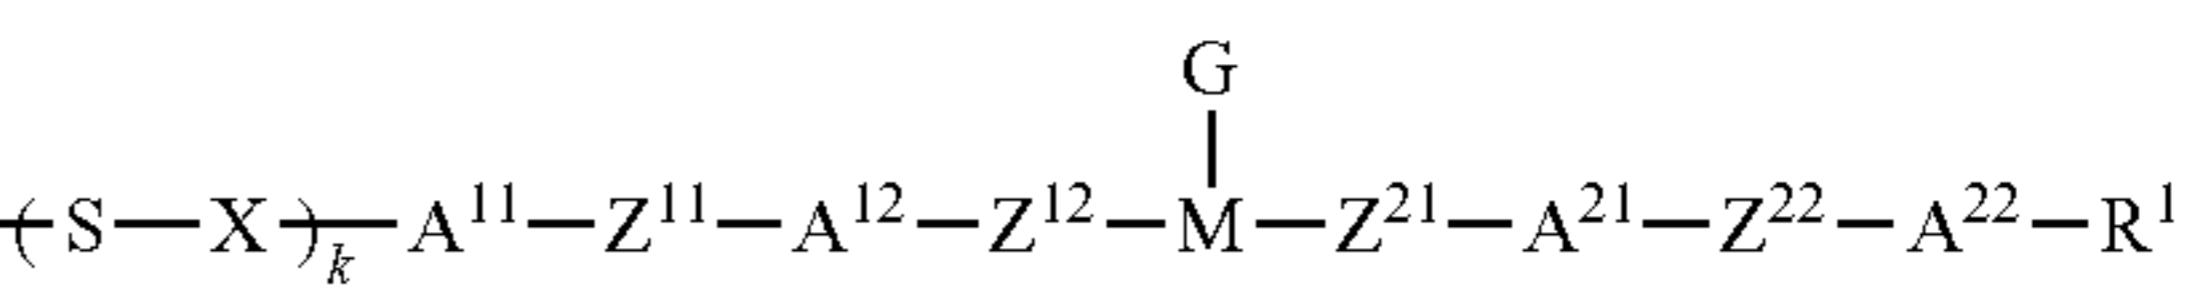 G
—(S—X)k—A11—Z11—A12—Z12—M—Z21—A21—Z22—A22—R1